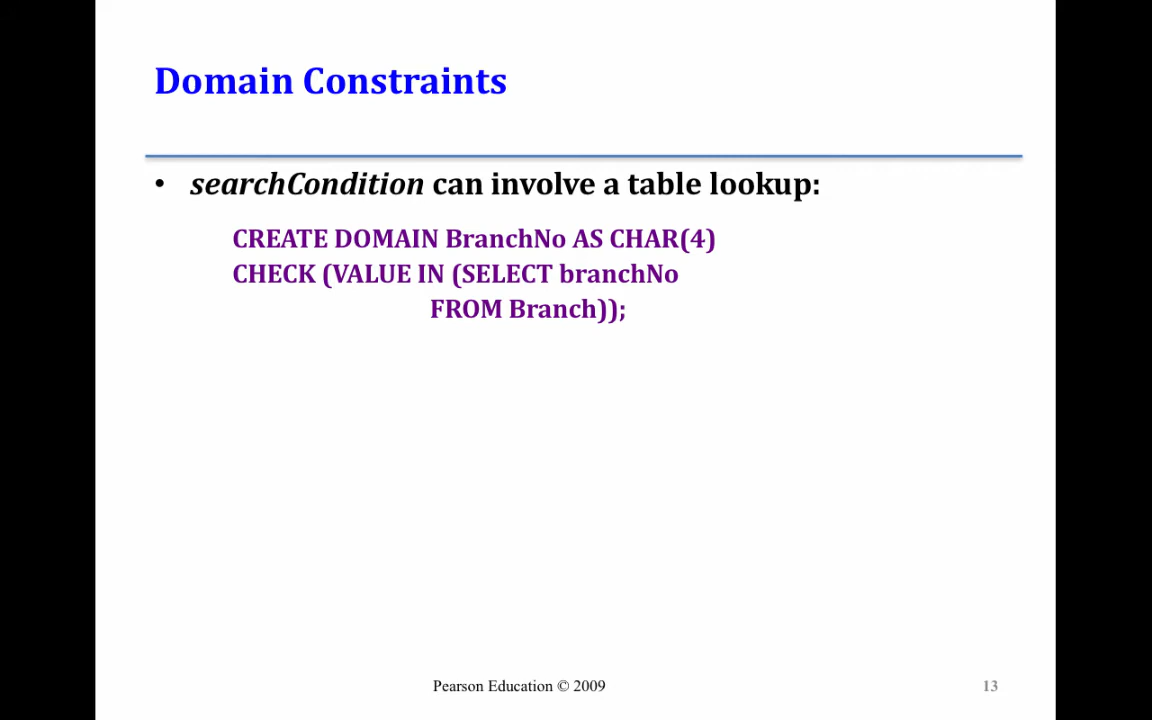 Domain Constraints
• searchCondition can involve a table lookup:
CREATE DOMAIN BranchNo AS CHAR(4)
CHECK (VALUE IN (SELECT branchNo
FROM Branch));
Pearson Education © 2009
13